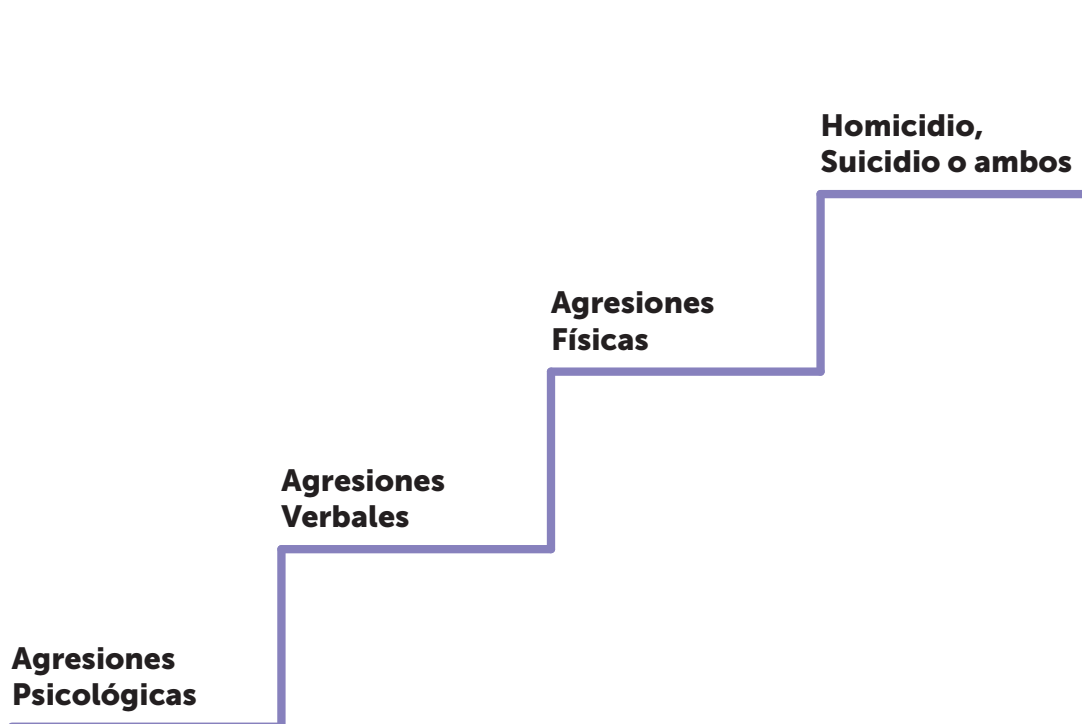 Homicidio,
Suicidio o ambos
Agresiones
Físicas
Agresiones
Verbales
Agresiones
Psicológicas